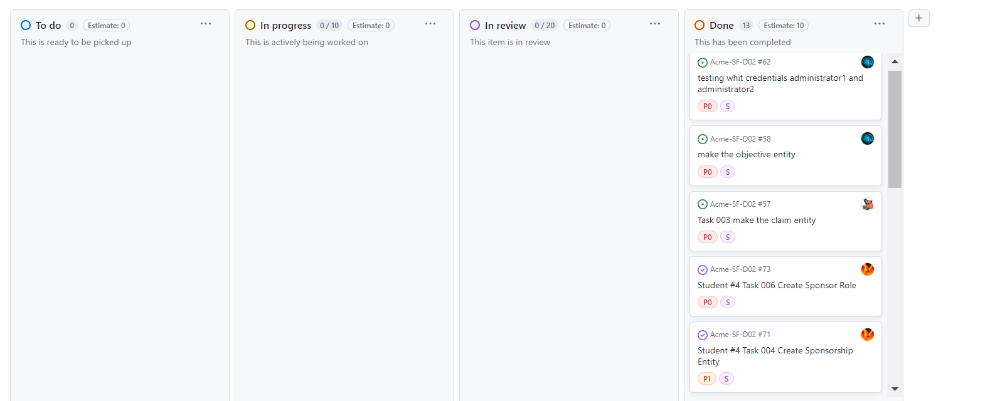 To do 0 Estimate: 0
This is ready to be picked up
In progress 0 / 10 Estimate: 0
This is actively being worked on
In review 0 / 20 Estimate: 0
This item is in review
Done 13 Estimate: 10
This has been completed
Acme-SF-D02 #62
testing whit credentials administrator1 and
administrator2
P0 S
Acme-SF-D02 #58
make the objective entity
P0 S
Acme-SF-D02 #57
Task 003 make the claim entity
P0 S
Acme-SF-D02 #73
Student #4 Task 006 Create Sponsor Role
P0 S
Acme-SF-D02 #71
Student #4 Task 004 Create Sponsorship
Entity
P1 S